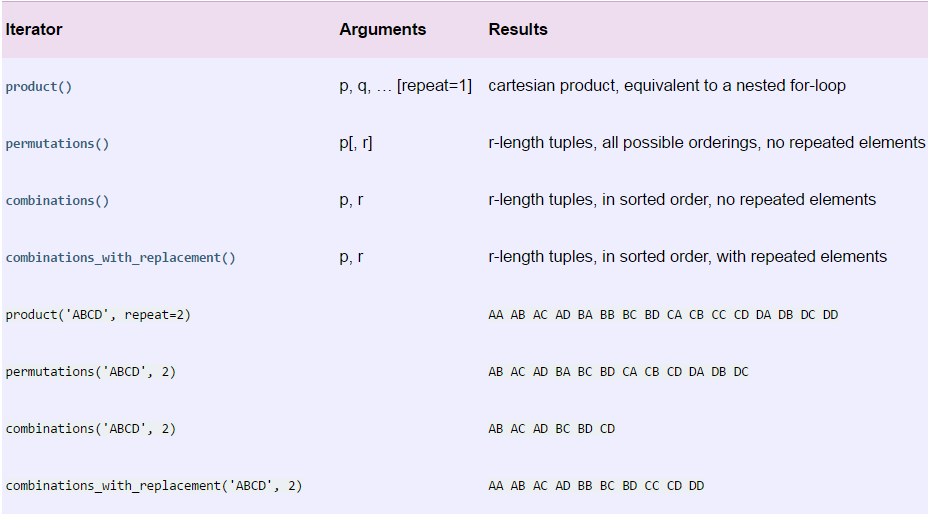 Iterator Arguments Results
product() p, q, … [repeat=1] cartesian product, equivalent to a nested for-loop
permutations() p[, r] r-length tuples, all possible orderings, no repeated elements
combinations() p, r r-length tuples, in sorted order, no repeated elements
combinations_with_replacement() p, r r-length tuples, in sorted order, with repeated elements
product('ABCD', repeat=2) AA AB AC AD BA BB BC BD CA CB CC CD DA DB DC DD
permutations('ABCD', 2) AB AC AD BA BC BD CA CB CD DA DB DC
combinations('ABCD', 2) AB AC AD BC BD CD
combinations_with_replacement('ABCD', 2) AA AB AC AD BB BC BD CC CD DD